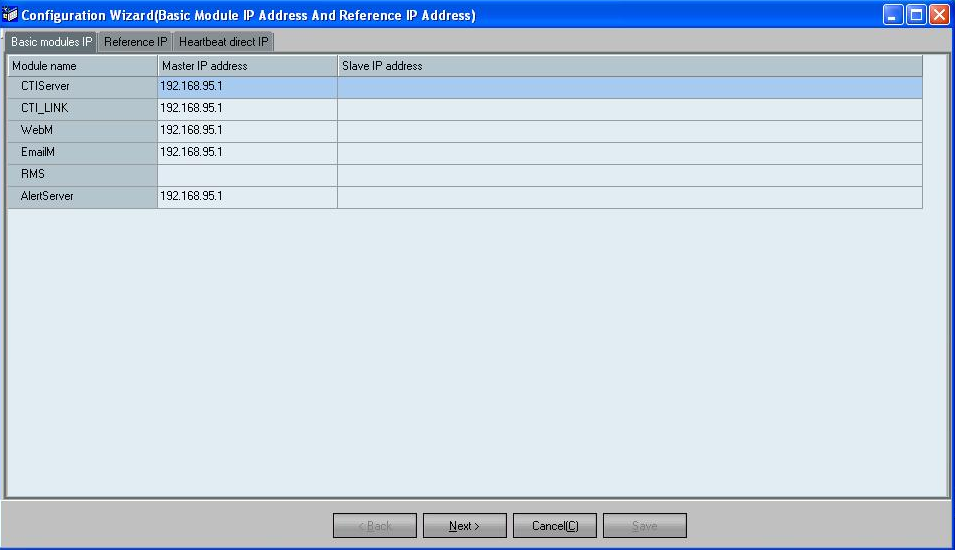 Configuration Wizard(Basic Module IP Address And Reference IP Address)
Basic modules IP Reference IP Heartbeat direct IP
Module name Master IP address Slave IP address
CTIServer 192.168.95.1
CTI_LINK 192.168.95.1
WebM 192.168.95.1
EmailM 192.168.95.1
RMS
AlertServer 192.168.95.1
< Back Next > Cancel(C) Save